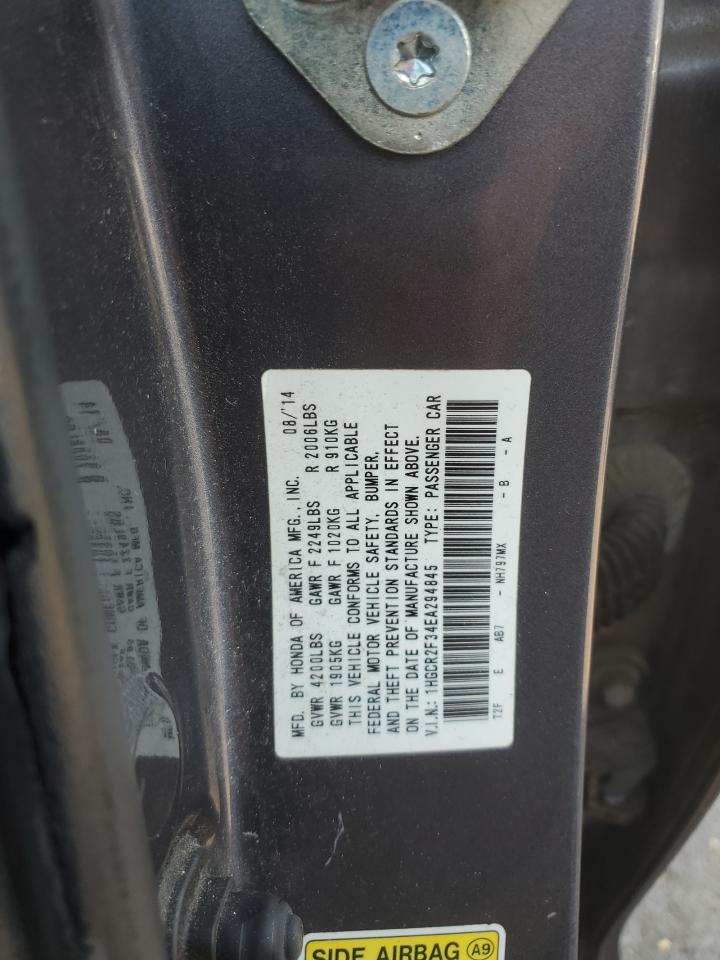 MFD. BY HONDA OF AMERICA MFG., INC. 08/'14
GVWR 4200LBS GAWR F 2249LBS R 2006LBS
GVWR 1905KG GAWR F 1020KG R 910KG
THIS VEHICLE CONFORMS TO ALL APPLICABLE
FEDERAL MOTOR VEHICLE SAFETY, BUMPER,
AND THEFT PREVENTION STANDARDS IN EFFECT
ON THE DATE OF MANUFACTURE SHOWN ABOVE.
V.I.N.: 1HGCR2F34EA294845 TYPE: PASSENGER CAR
T2F E AB7 - NH797MX - B - A
SIDE AIRBAG A9